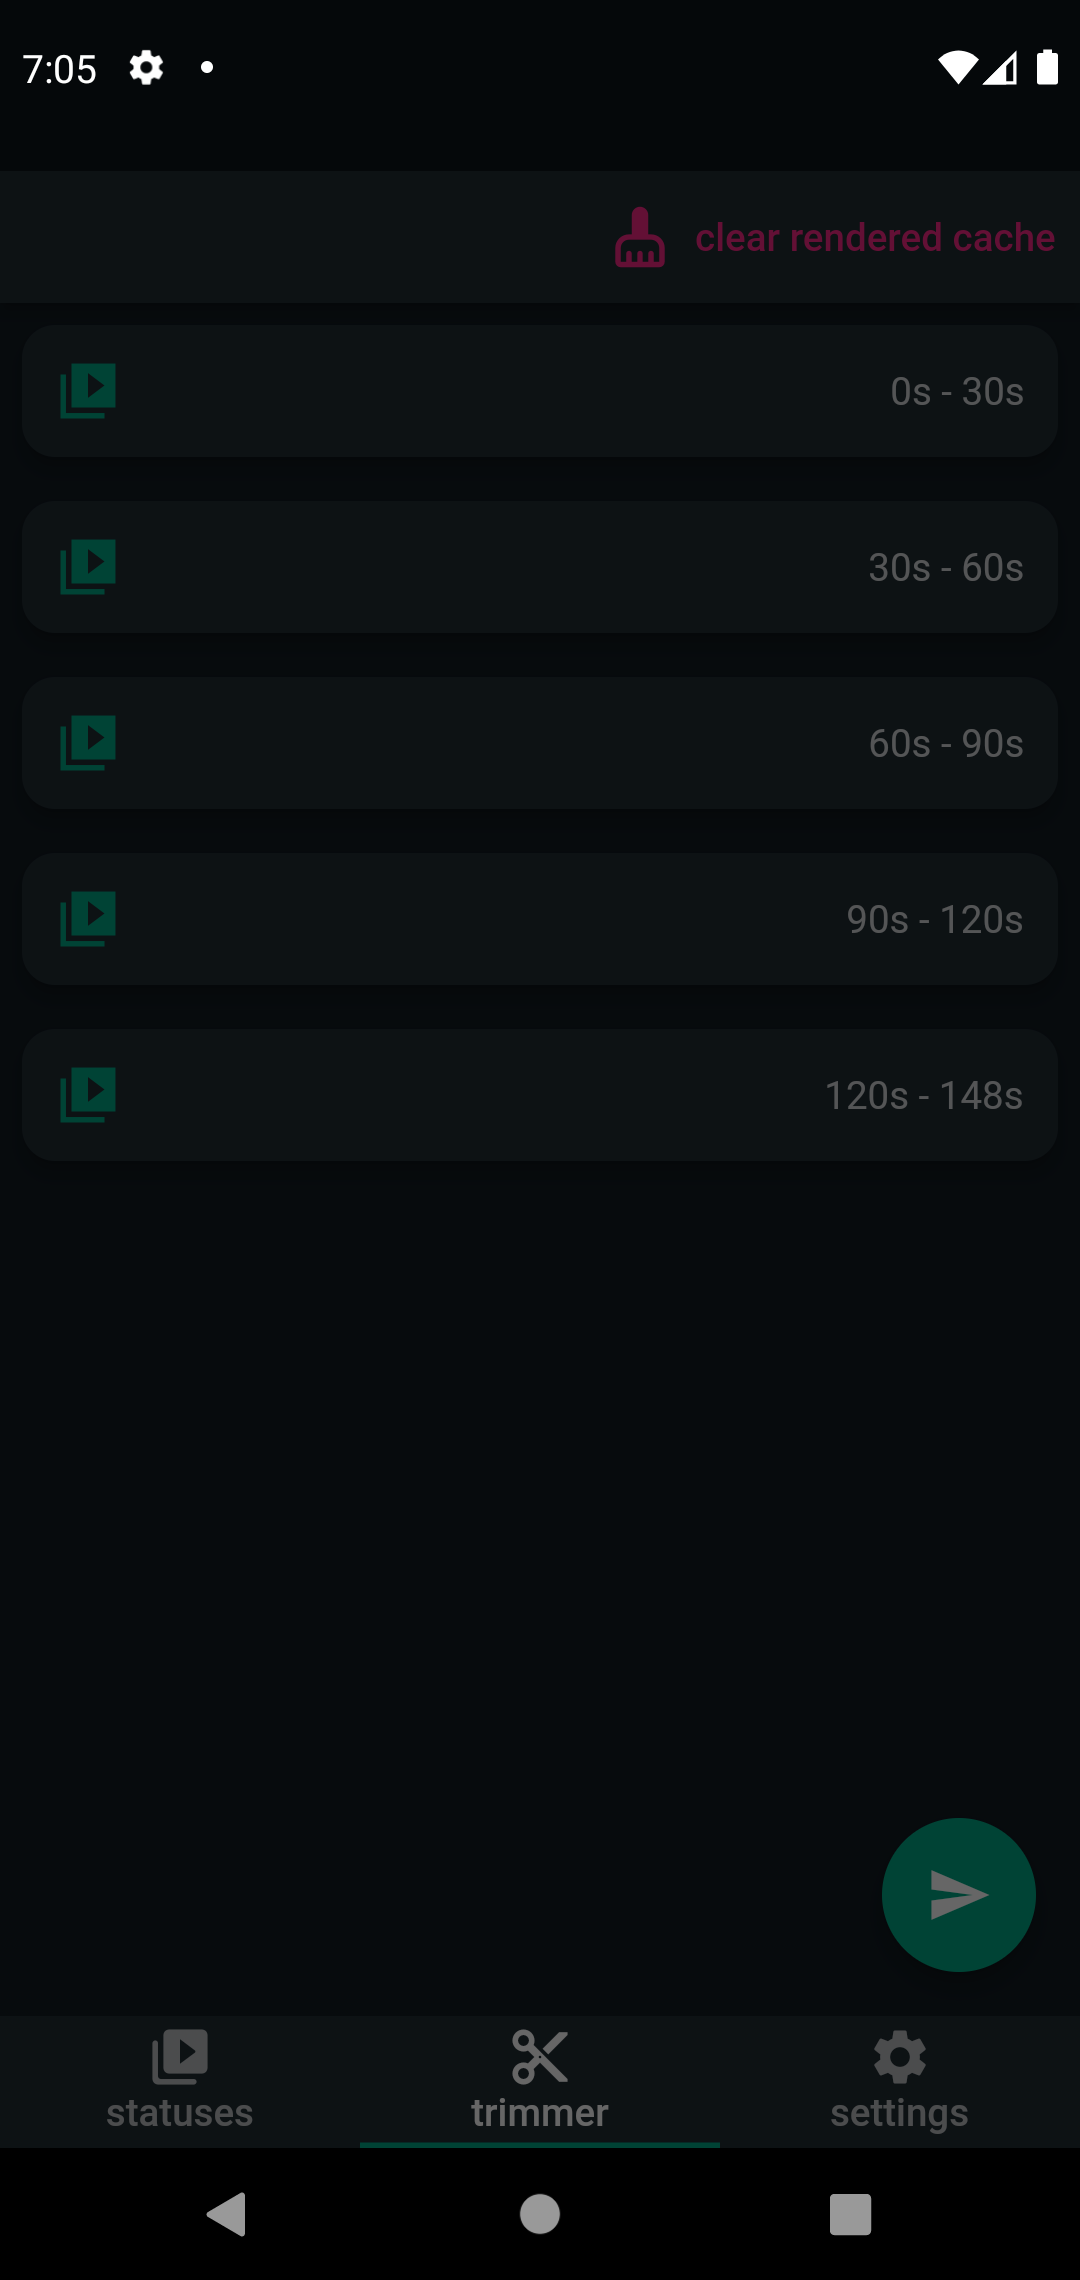 7:05
clear rendered cache
0s - 30s
30s - 60s
60s - 90s
90s - 120s
120s - 148s
statuses
trimmer
settings